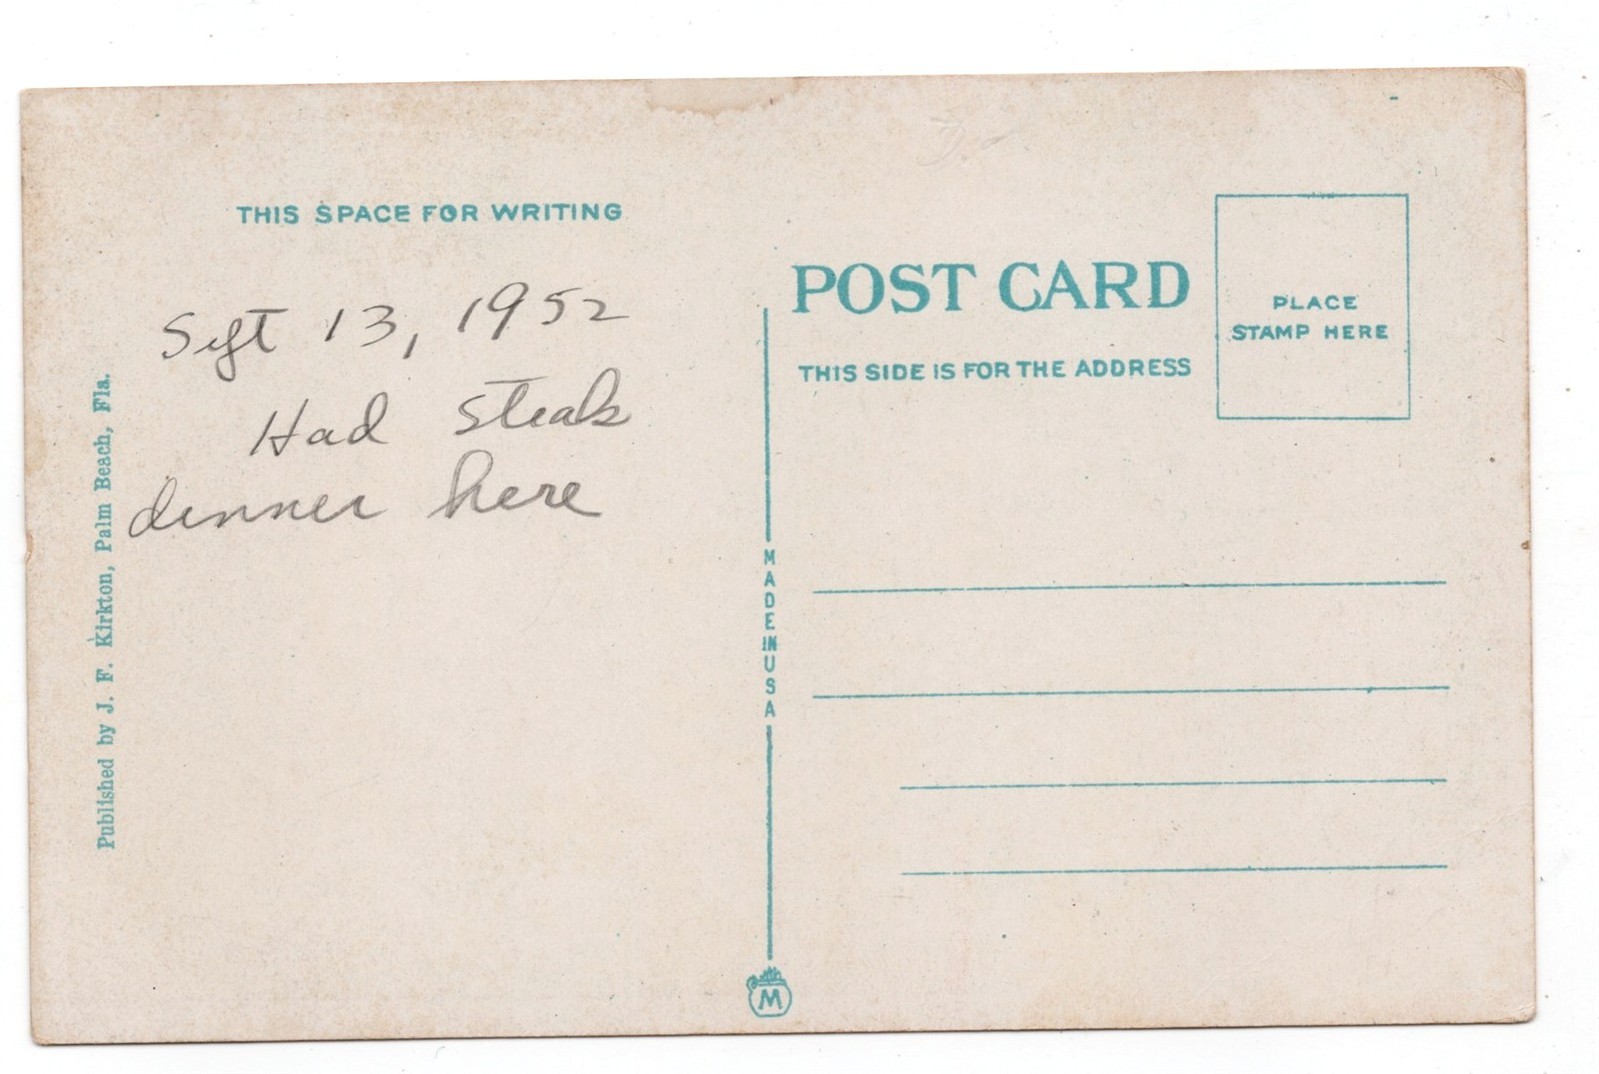 THIS SPACE FOR WRITING
Sept 13, 1952
Had steak
dinner here
Published by J. F. Kirkton, Palm Beach, Fla.
MADE IN USA
M
POST CARD
THIS SIDE IS FOR THE ADDRESS
PLACE
STAMP HERE